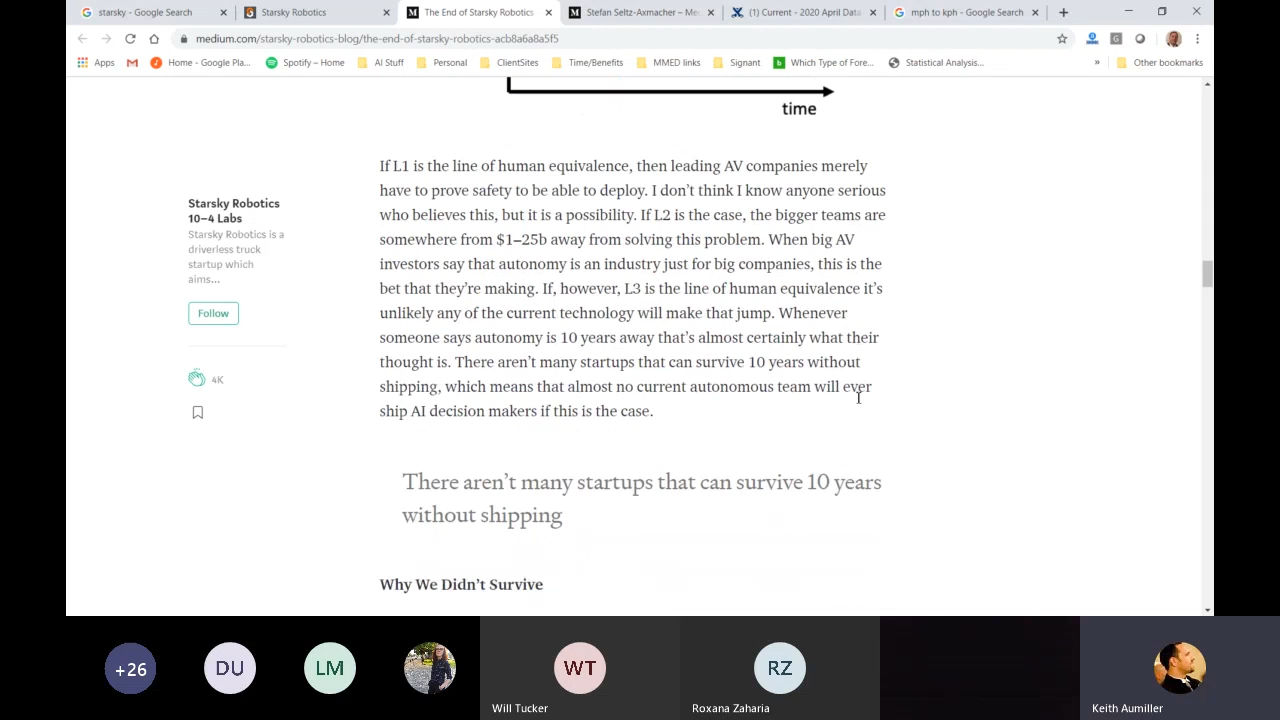 starsky - Google Search
Starsky Robotics
The End of Starsky Robotics
Stefan Seltz-Axmacher – Me
(1) Current - 2020 April Data
mph to kph - Google Search
medium.com/starsky-robotics-blog/the-end-of-starsky-robotics-acb8a6a8a5f5
Apps
Home - Google Pla...
Spotify – Home
AI Stuff
Personal
ClientSites
Time/Benefits
MMED links
Signant
Which Type of Fore...
Statistical Analysis...
»
Other bookmarks
time
If L1 is the line of human equivalence, then leading AV companies merely
have to prove safety to be able to deploy. I don't think I know anyone serious
who believes this, but it is a possibility. If L2 is the case, the bigger teams are
somewhere from $1–25b away from solving this problem. When big AV
investors say that autonomy is an industry just for big companies, this is the
bet that they're making. If, however, L3 is the line of human equivalence it's
unlikely any of the current technology will make that jump. Whenever
someone says autonomy is 10 years away that's almost certainly what their
thought is. There aren't many startups that can survive 10 years without
shipping, which means that almost no current autonomous team will ever
ship AI decision makers if this is the case.
Starsky Robotics
10–4 Labs
Starsky Robotics is a
driverless truck
startup which
aims...
Follow
4K
There aren't many startups that can survive 10 years
without shipping
Why We Didn't Survive
+26
DU
LM
WT
RZ
Will Tucker
Roxana Zaharia
Keith Aumiller